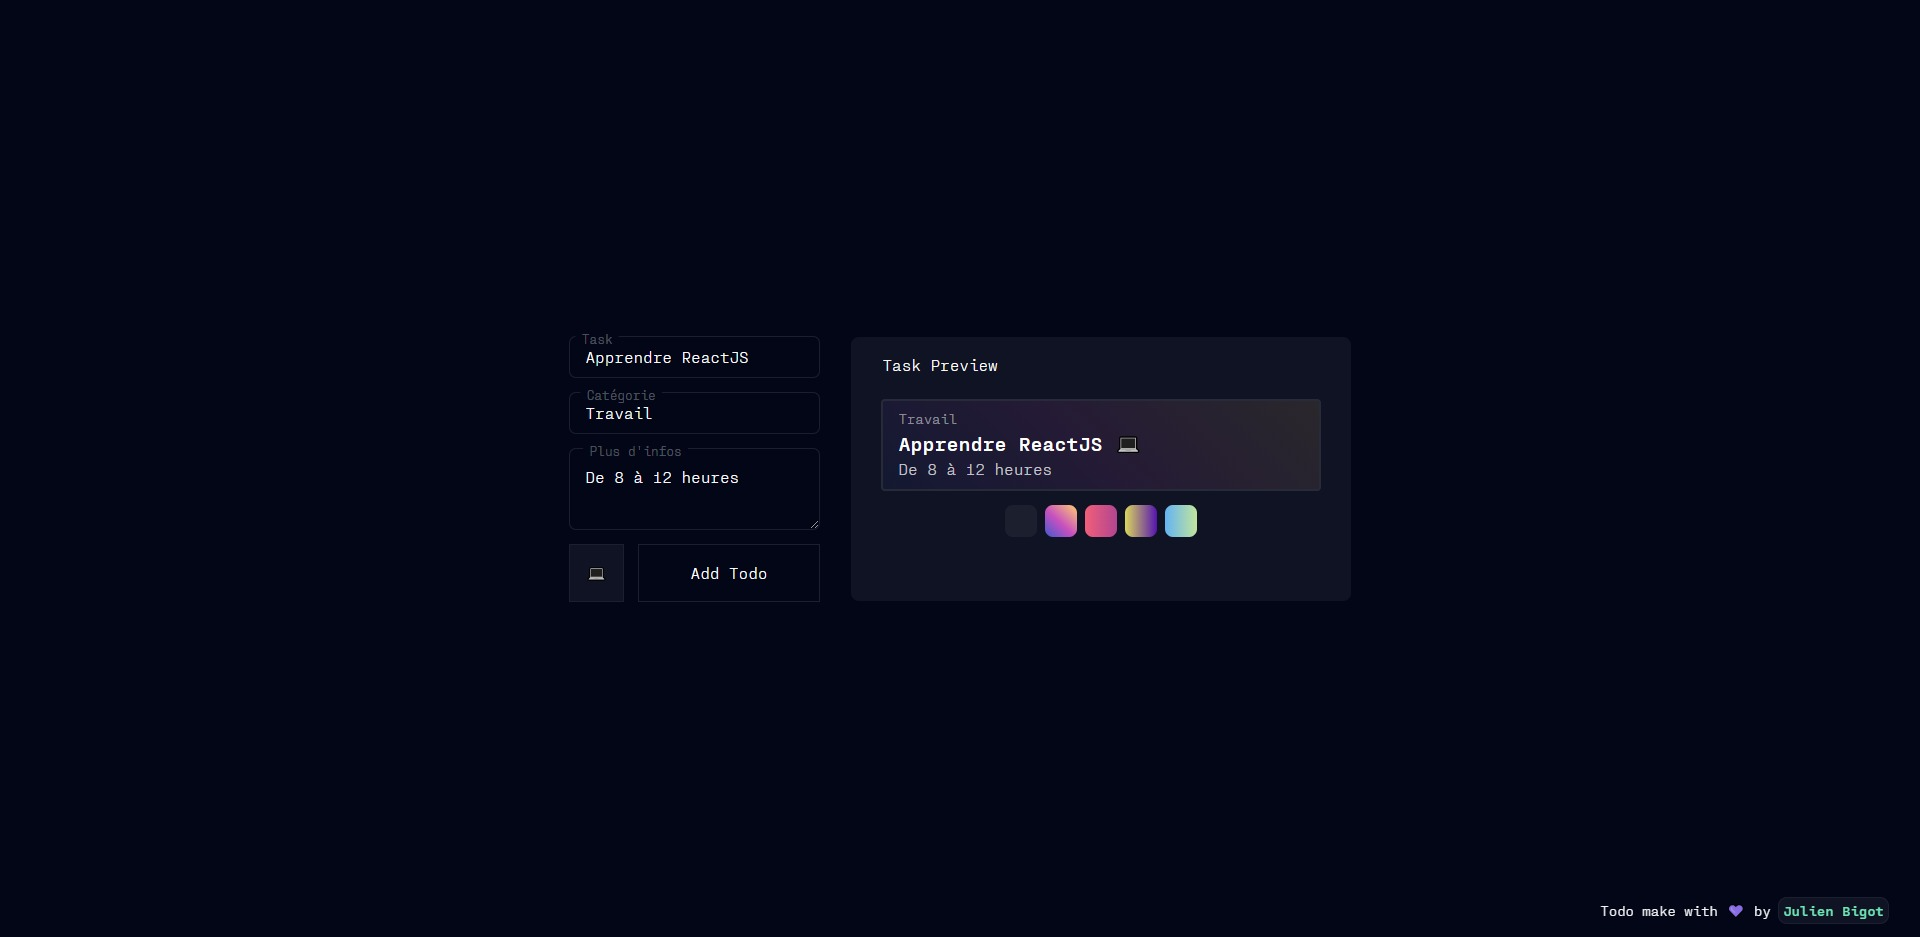 Task
Apprendre ReactJS
Catégorie
Travail
Plus d'infos
De 8 à 12 heures
Add Todo
Task Preview
Travail
Apprendre ReactJS 💻
De 8 à 12 heures
Todo make with 💜 by Julien Bigot